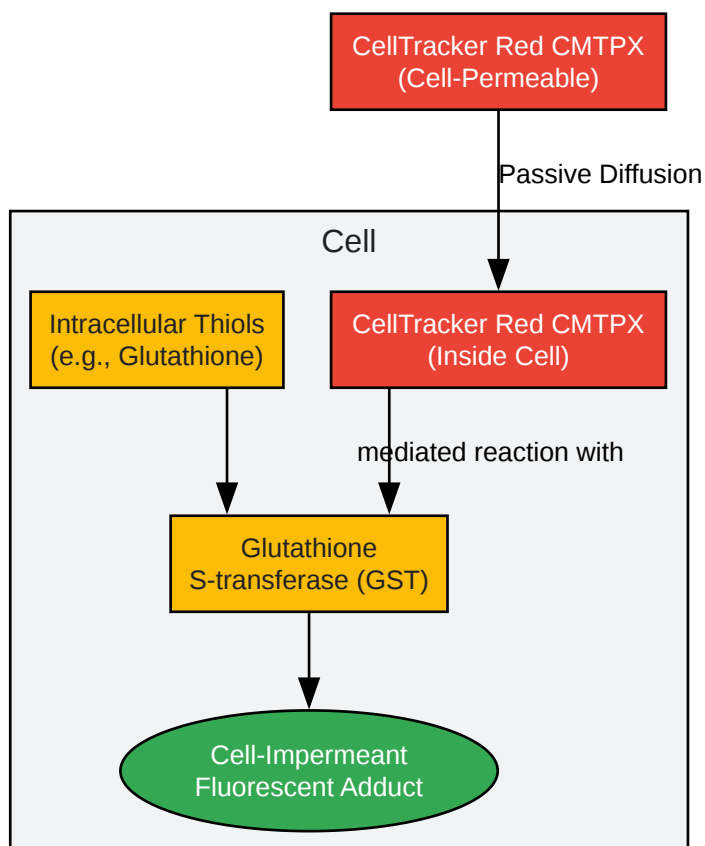 CellTracker Red CMTPX
(Cell-Permeable)
Passive Diffusion
Cell
Intracellular Thiols
(e.g., Glutathione)
CellTracker Red CMTPX
(Inside Cell)
mediated reaction with
Glutathione
S-transferase (GST)
Cell-Impermeant
Fluorescent Adduct